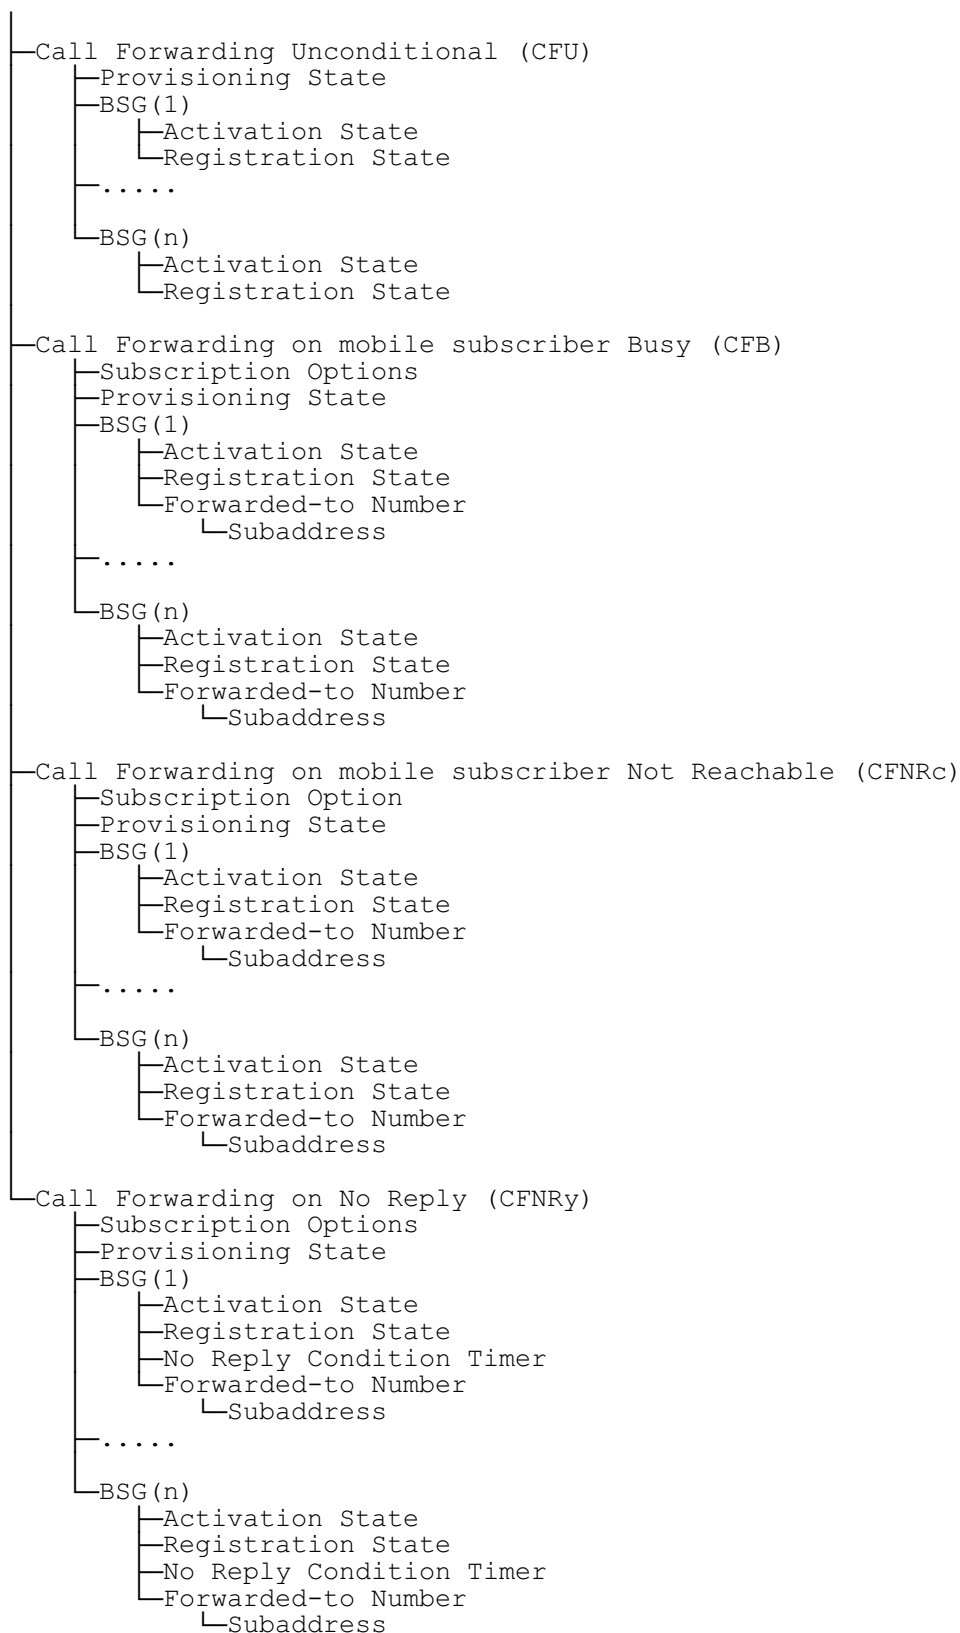 Call Forwarding Unconditional (CFU)
Provisioning State
BSG(1)
Activation State
Registration State
.....
BSG(n)
Activation State
Registration State
Call Forwarding on mobile subscriber Busy (CFB)
Subscription Options
Provisioning State
BSG(1)
Activation State
Registration State
Forwarded-to Number
Subaddress
.....
BSG(n)
Activation State
Registration State
Forwarded-to Number
Subaddress
Call Forwarding on mobile subscriber Not Reachable (CFNRc)
Subscription Option
Provisioning State
BSG(1)
Activation State
Registration State
Forwarded-to Number
Subaddress
.....
BSG(n)
Activation State
Registration State
Forwarded-to Number
Subaddress
Call Forwarding on No Reply (CFNRy)
Subscription Options
Provisioning State
BSG(1)
Activation State
Registration State
No Reply Condition Timer
Forwarded-to Number
Subaddress
.....
BSG(n)
Activation State
Registration State
No Reply Condition Timer
Forwarded-to Number
Subaddress